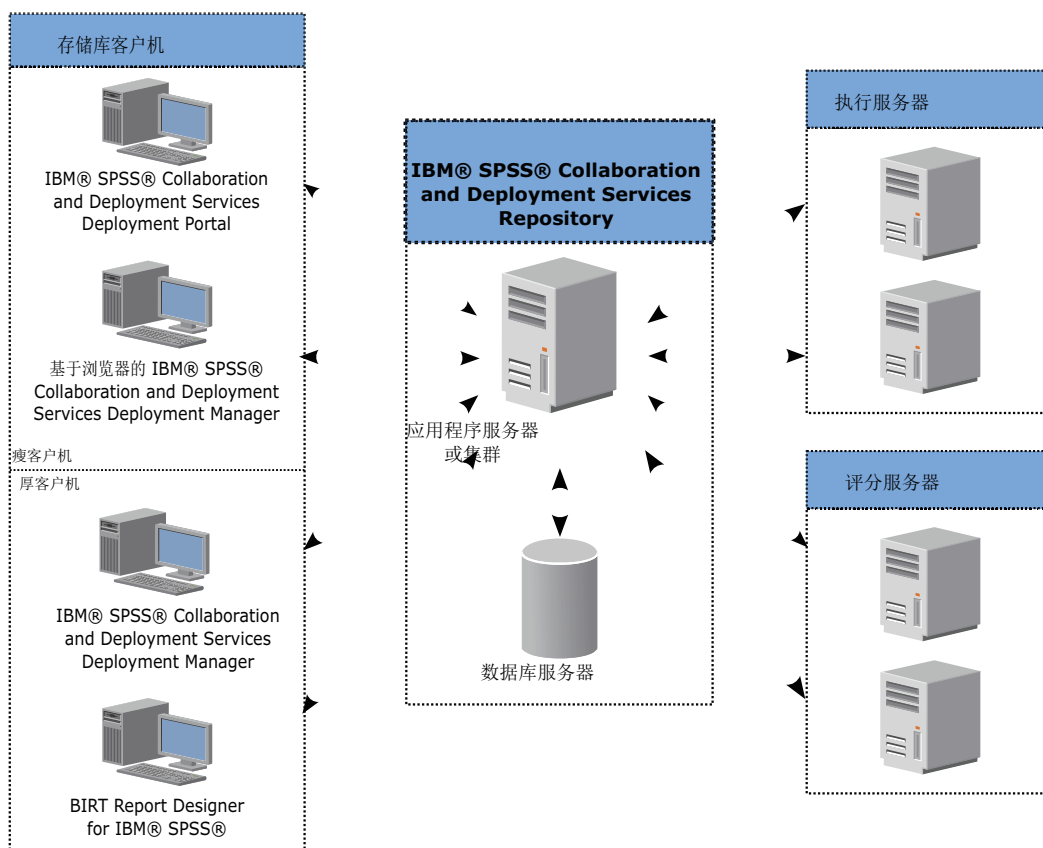 存储库客户机
IBM® SPSS® Collaboration
and Deployment Services
Deployment Portal
基于浏览器的 IBM® SPSS®
Collaboration and Deployment
Services Deployment Manager
瘦客户机
厚客户机
IBM® SPSS® Collaboration
and Deployment Services
Deployment Manager
BIRT Report Designer
for IBM® SPSS®
IBM® SPSS® Collaboration
and Deployment Services
Repository
应用程序服务器
或集群
数据库服务器
执行服务器
评分服务器